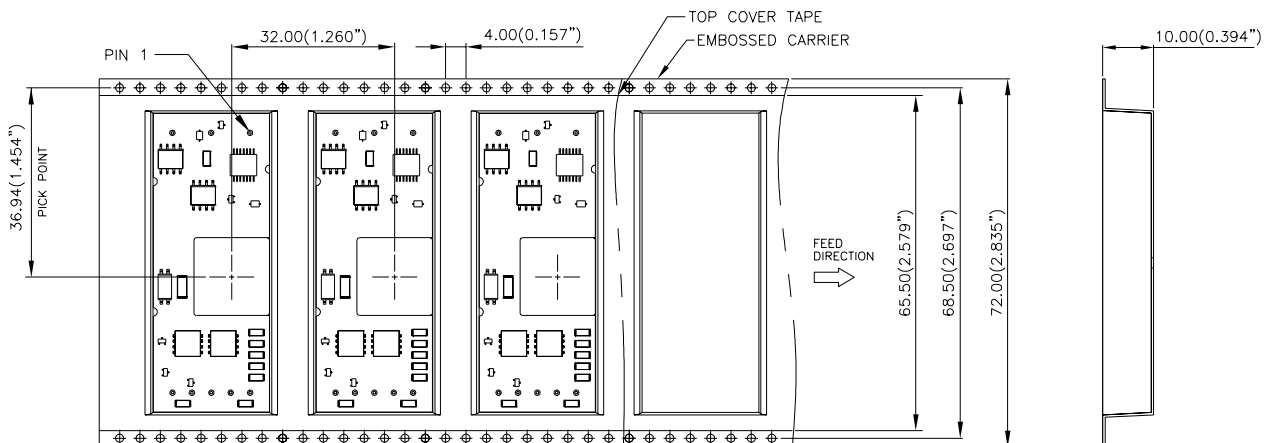 TOP COVER TAPE
EMBOSSED CARRIER
32.00(1.260”)
4.00(0.157”)
10.00(0.394”)
PIN 1
36.94(1.454”)
PICK POINT
FEED
DIRECTION
65.50(2.579”)
68.50(2.697”)
72.00(2.835”)